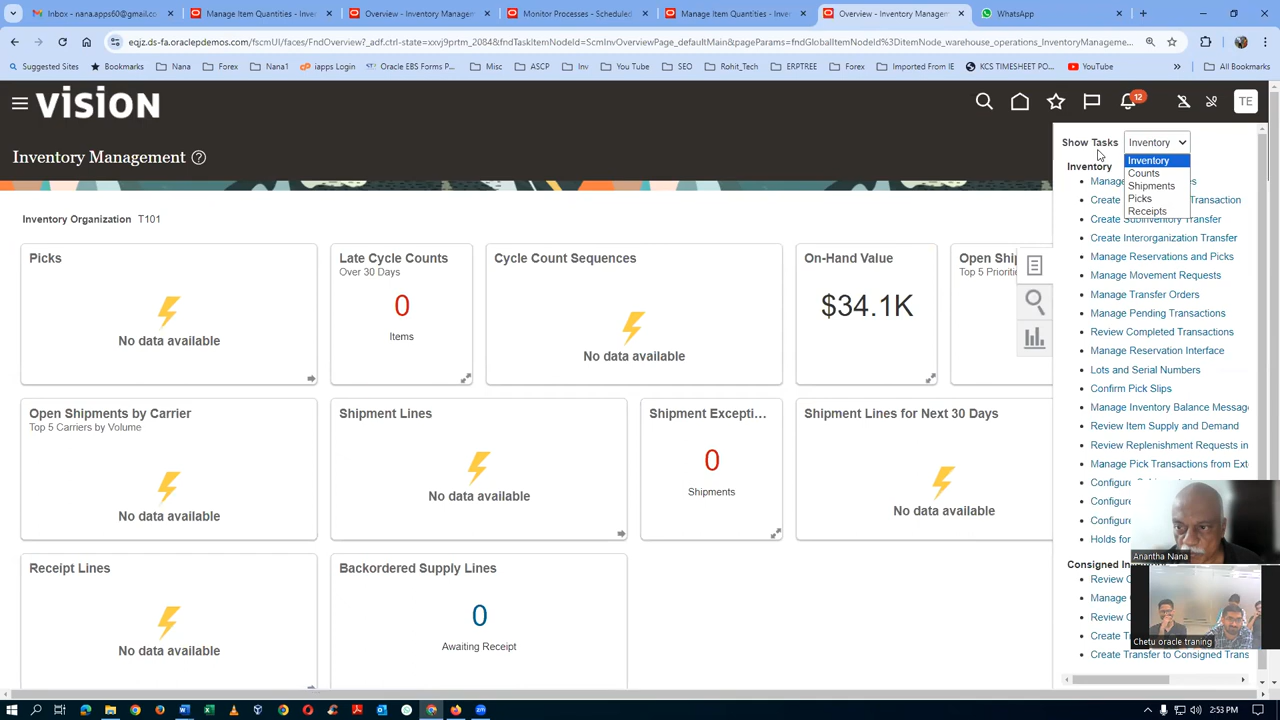 Inbox - nana.apps60@gmail.co
Manage Item Quantities - Invent
Overview - Inventory Managem
Monitor Processes - Scheduled
Manage Item Quantities - Invent
Overview - Inventory Managem
WhatsApp
eqjz.ds-fa.oraclepdemos.com/fscmUI/faces/FndOverview?_adf.ctrl-state=xxvj9prtm_2084&fndTaskItemNodeId=ScmInvOverviewPage_defaultMain&pageParams=fndGlobalItemNodeId%3DitemNode_warehouse_operations_InventoryManageme...
Suggested Sites
Bookmarks
Nana
Forex
Nana1
iapps Login
Oracle EBS Forms P...
Misc
ASCP
Inv
You Tube
SEO
Rohit_Tech
ERPTREE
Forex
Imported From IE
KCS TIMESHEET PO...
YouTube
All Bookmarks
VISION
12
TE
Inventory Management
Show Tasks
Inventory
Inventory
Counts
Shipments
Picks
Receipts
Inventory
Manage
Create
Transaction
Create Subinventory Transfer
Create Interorganization Transfer
Manage Reservations and Picks
Manage Movement Requests
Manage Transfer Orders
Manage Pending Transactions
Review Completed Transactions
Manage Reservation Interface
Lots and Serial Numbers
Confirm Pick Slips
Manage Inventory Balance Messag
Review Item Supply and Demand
Review Replenishment Requests in
Manage Pick Transactions from Ext
Configure
Configure
Holds for
Inventory Organization T101
Picks
No data available
Late Cycle Counts
Over 30 Days
0
Items
Cycle Count Sequences
No data available
On-Hand Value
$34.1K
Open Ship
Top 5 Prioritie
Open Shipments by Carrier
Top 5 Carriers by Volume
No data available
Shipment Lines
No data available
Shipment Excepti...
0
Shipments
Shipment Lines for Next 30 Days
No data available
Receipt Lines
No data available
Backordered Supply Lines
0
Awaiting Receipt
Anantha Nana
Consigned In
Review
Manage
Review
Create T
Create Transfer to Consigned Trans
Chetu oracle traning
ENG
2:53 PM